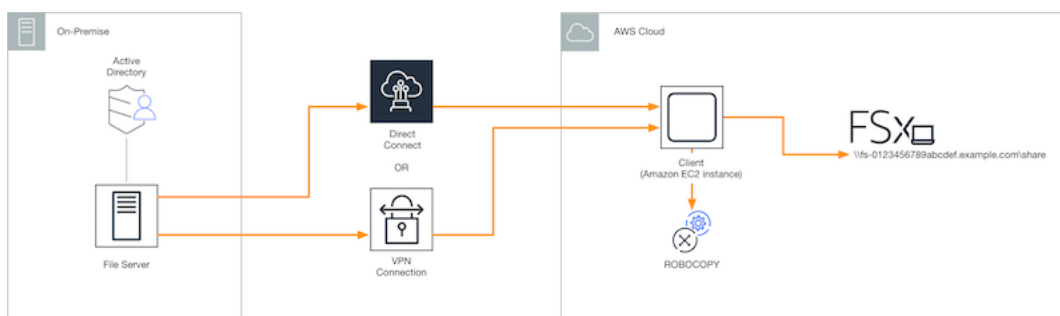 On-Premise
Active
Directory
File Server
Direct
Connect
OR
VPN
Connection
AWS Cloud
Client
(Amazon EC2 instance)
ROBOCOPY
FSx
\\fs-0123456789abcdef.example.com\share